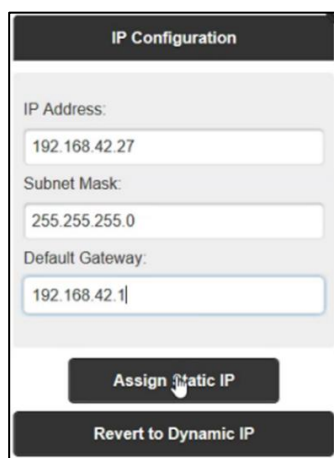 IP Configuration
IP Address:
192.168.42.27
Subnet Mask:
255.255.255.0
Default Gateway:
192.168.42.1
Assign Static IP
Revert to Dynamic IP